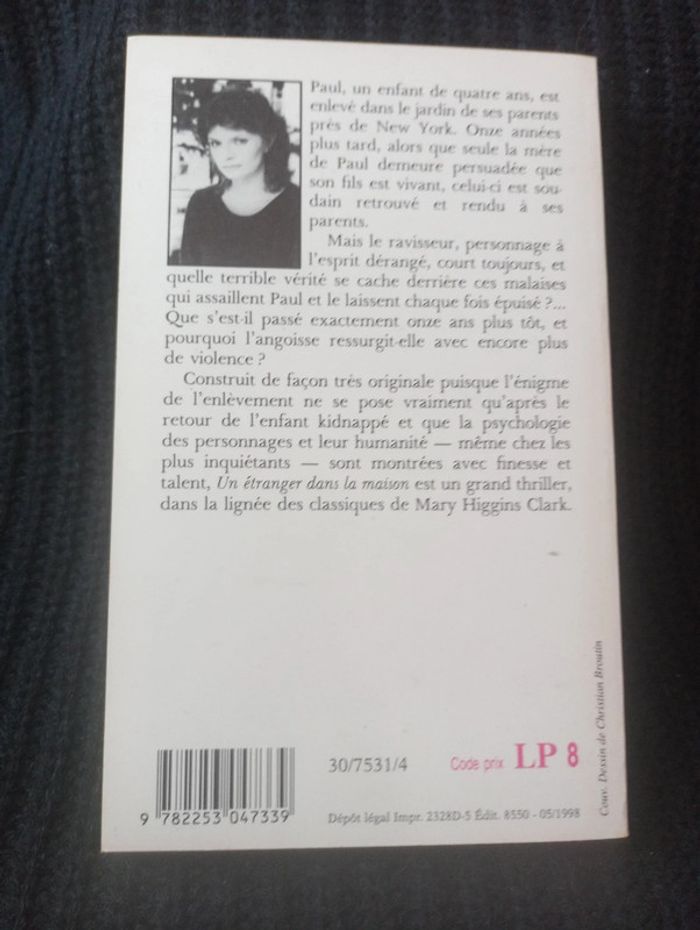 Paul, un enfant de quatre ans, est
enlevé dans le jardin de ses parents
près de New York. Onze années
plus tard, alors que seule la mère
de Paul demeure persuadée que
son fils est vivant, celui-ci est sou-
dain retrouvé et rendu à ses
parents.
Mais le ravisseur, personnage à
l'esprit dérangé, court toujours, et
quelle terrible vérité se cache derrière ces malaises
qui assaillent Paul et le laissent chaque fois épuisé ?...
Que s'est-il passé exactement onze ans plus tôt, et
pourquoi l'angoisse ressurgit-elle avec encore plus
de violence ?
Construit de façon très originale puisque l'énigme
de l'enlèvement ne se pose vraiment qu'après le
retour de l'enfant kidnappé et que la psychologie
des personnages et leur humanité — même chez les
plus inquiétants — sont montrées avec finesse et
talent, Un étranger dans la maison est un grand thriller,
dans la lignée des classiques de Mary Higgins Clark.
Couv. Dessin de Christian Broutin
30/7531/4
Code prix LP 8
9 782253 047339
Dépôt légal Impr. 2328D-5 Édit. 8550 - 05/1998